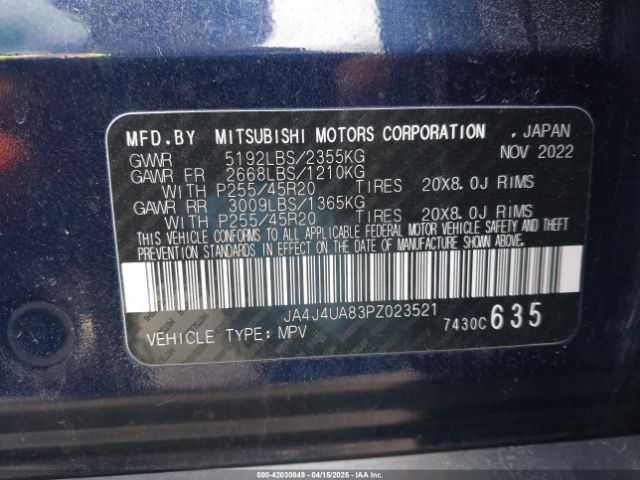 MFD.BY MITSUBISHI MOTORS CORPORATION , JAPAN
GVWR 5192LBS/2355KG NOV 2022
GAWR FR 2668LBS/1210KG
WITH P255/45R20 TIRES 20X8.0J RIMS
GAWR RR 3009LBS/1365KG
WITH P255/45R20 TIRES 20X8.0J RIMS
THIS VEHICLE CONFORMS TO ALL APPLICABLE FEDERAL MOTOR VEHICLE SAFETY AND THEFT
PREVENTION STANDARDS IN EFFECT ON THE DATE OF MANUFACTURE SHOWN ABOVE.
JA4J4UA83PZ023521
VEHICLE TYPE: MPV 7430C 635
000-42030849 - 04/15/2025 - IAAI.COM